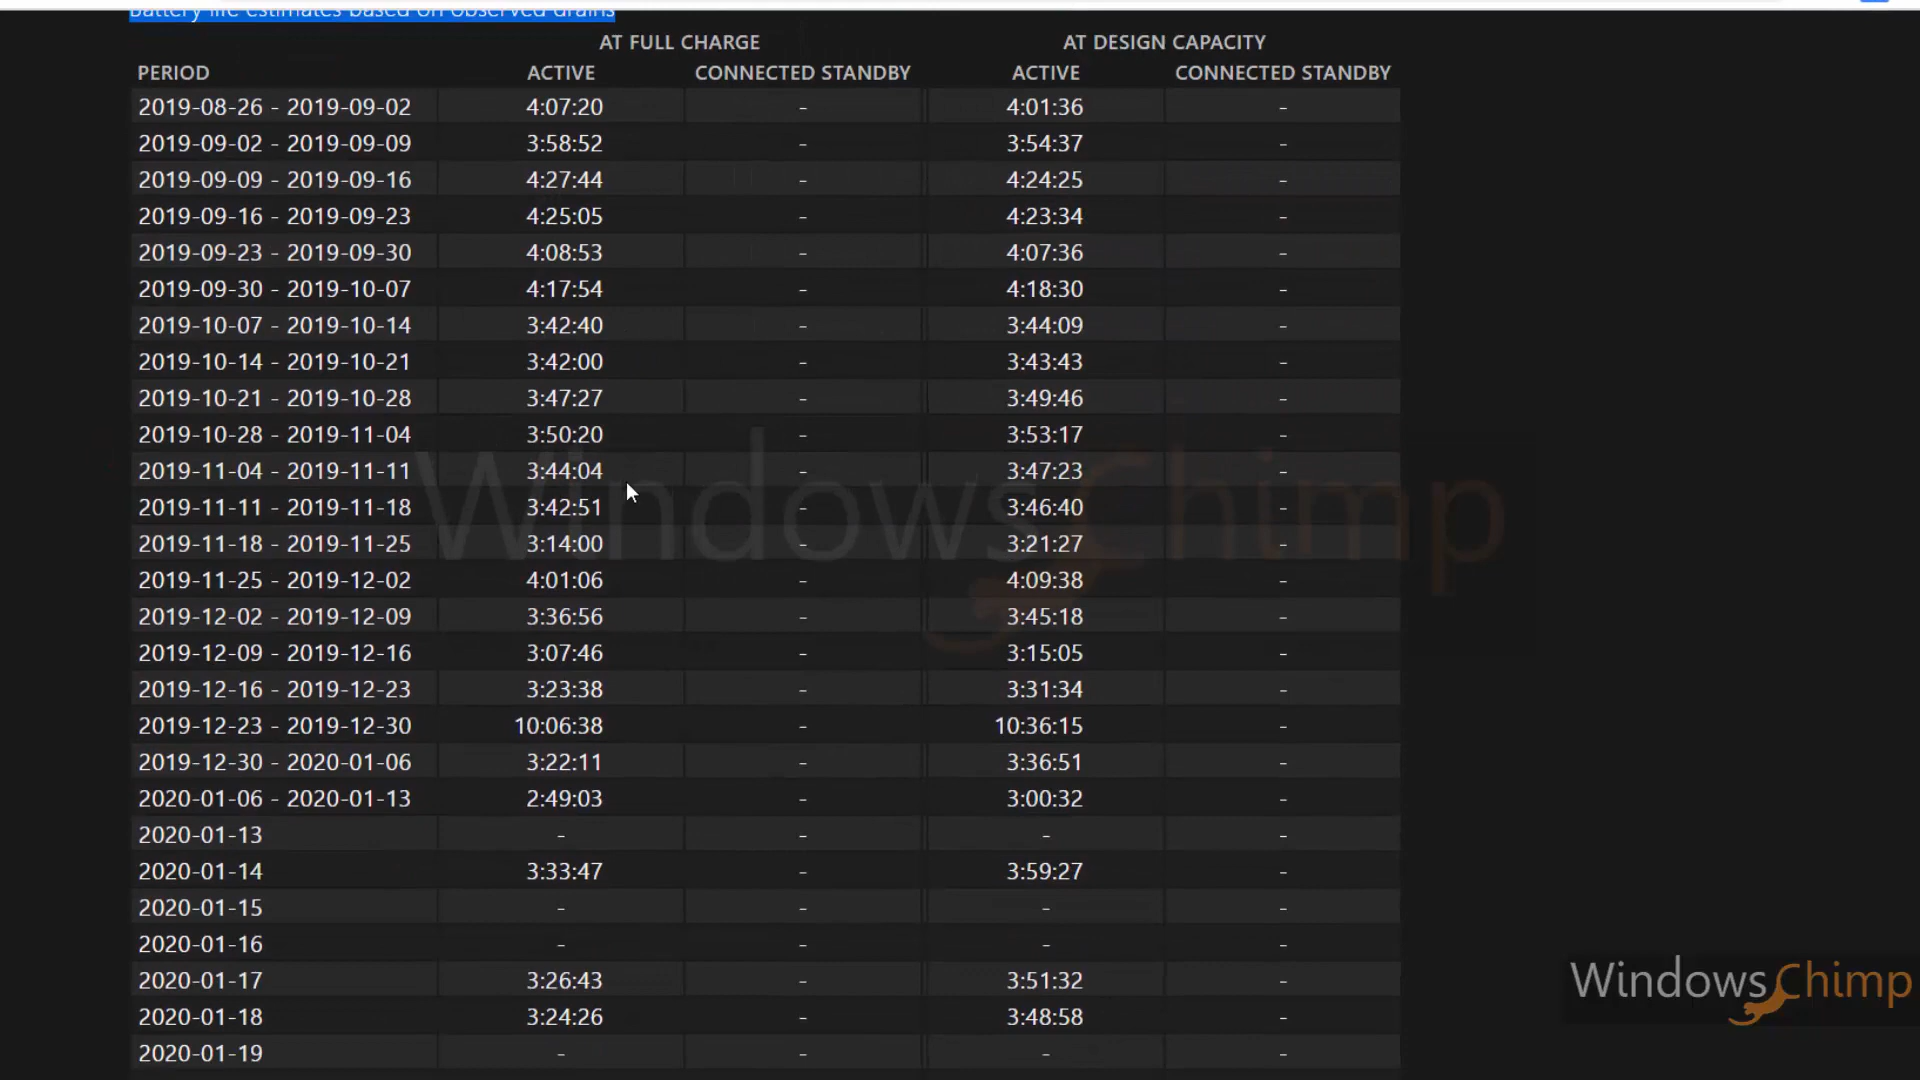 Battery life estimates based on observed drains
AT FULL CHARGE AT DESIGN CAPACITY
PERIOD ACTIVE CONNECTED STANDBY ACTIVE CONNECTED STANDBY
2019-08-26 - 2019-09-02 4:07:20 - 4:01:36 -
2019-09-02 - 2019-09-09 3:58:52 - 3:54:37 -
2019-09-09 - 2019-09-16 4:27:44 - 4:24:25 -
2019-09-16 - 2019-09-23 4:25:05 - 4:23:34 -
2019-09-23 - 2019-09-30 4:08:53 - 4:07:36 -
2019-09-30 - 2019-10-07 4:17:54 - 4:18:30 -
2019-10-07 - 2019-10-14 3:42:40 - 3:44:09 -
2019-10-14 - 2019-10-21 3:42:00 - 3:43:43 -
2019-10-21 - 2019-10-28 3:47:27 - 3:49:46 -
2019-10-28 - 2019-11-04 3:50:20 - 3:53:17 -
2019-11-04 - 2019-11-11 3:44:04 - 3:47:23 -
2019-11-11 - 2019-11-18 3:42:51 - 3:46:40 -
WindowsChimp
2019-11-18 - 2019-11-25 3:14:00 - 3:21:27 -
2019-11-25 - 2019-12-02 4:01:06 - 4:09:38 -
2019-12-02 - 2019-12-09 3:36:56 - 3:45:18 -
2019-12-09 - 2019-12-16 3:07:46 - 3:15:05 -
2019-12-16 - 2019-12-23 3:23:38 - 3:31:34 -
2019-12-23 - 2019-12-30 10:06:38 - 10:36:15 -
2019-12-30 - 2020-01-06 3:22:11 - 3:36:51 -
2020-01-06 - 2020-01-13 2:49:03 - 3:00:32 -
2020-01-13 - - - -
2020-01-14 3:33:47 - 3:59:27 -
2020-01-15 - - - -
2020-01-16 - - - -
2020-01-17 3:26:43 - 3:51:32 -
WindowsChimp
2020-01-18 3:24:26 - 3:48:58 -
2020-01-19 - - - -